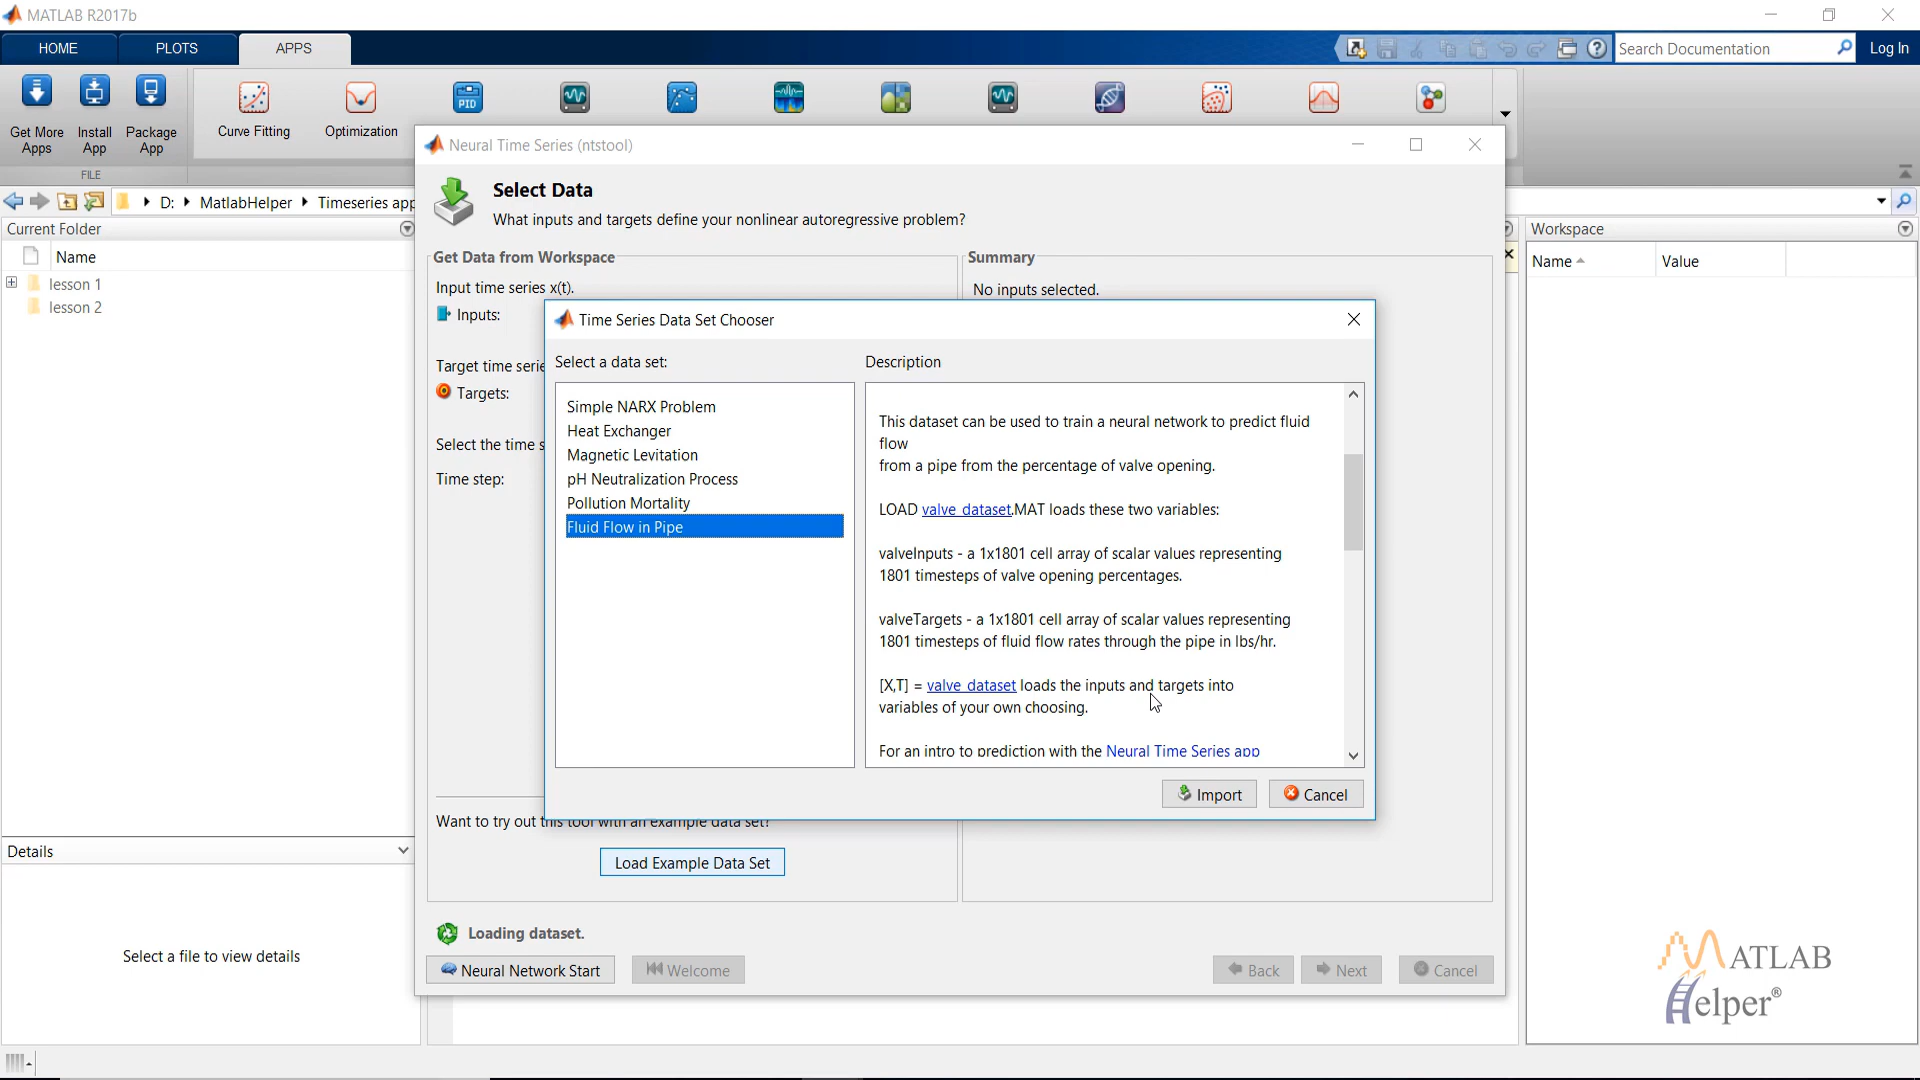 MATLAB R2017b
HOME
PLOTS
APPS
Search Documentation
Log In
Get More
Apps
Install
App
Package
App
Curve Fitting
Optimization
PID
FILE
D:
MatlabHelper
Timeseries app
Current Folder
Name
lesson 1
lesson 2
Details
Select a file to view details
Neural Time Series (ntstool)
Select Data
What inputs and targets define your nonlinear autoregressive problem?
Get Data from Workspace
Input time series x(t).
Inputs:
Target time serie
Targets:
Select the time s
Time step:
Summary
No inputs selected.
Time Series Data Set Chooser
Select a data set:
Simple NARX Problem
Heat Exchanger
Magnetic Levitation
pH Neutralization Process
Pollution Mortality
Fluid Flow in Pipe
Description
This dataset can be used to train a neural network to predict fluid
flow
from a pipe from the percentage of valve opening.
LOAD valve_dataset.MAT loads these two variables:
valveInputs - a 1x1801 cell array of scalar values representing
1801 timesteps of valve opening percentages.
valveTargets - a 1x1801 cell array of scalar values representing
1801 timesteps of fluid flow rates through the pipe in lbs/hr.
[X,T] = valve_dataset loads the inputs and targets into
variables of your own choosing.
For an intro to prediction with the Neural Time Series app
Import
Cancel
Want to try out this tool with an example data set?
Load Example Data Set
Loading dataset.
Neural Network Start
Welcome
Back
Next
Cancel
Workspace
Name
Value
MATLAB
Helper®